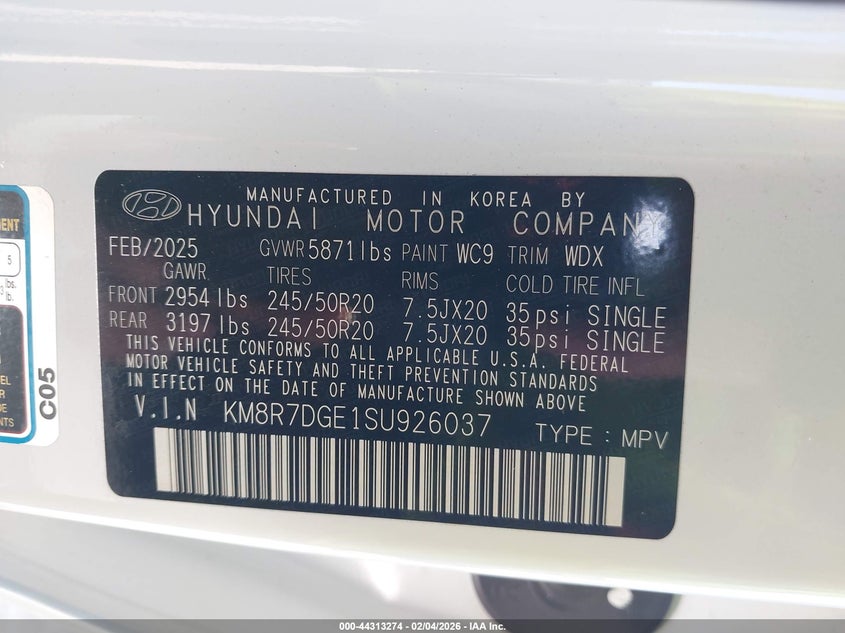 MANUFACTURED IN KOREA BY
HYUNDAI MOTOR COMPANY
FEB/2025 GVWR 5871lbs PAINT WC9 TRIM WDX
GAWR. TIRES RIMS COLD TIRE INFL
FRONT 2954 lbs 245/50R20 7.5JX20 35psi SINGLE
REAR 3197 lbs 245/50R20 7.5JX20 35psi SINGLE
THIS VEHICLE CONFORMS TO ALL APPLICABLE U.S.A. FEDERAL
MOTOR VEHICLE SAFETY AND THEFT PREVENTION STANDARDS
IN EFFECT ON THE DATE OF MANUFACTURE SHOWN ABOVE
V.I.N KM8R7DGE1SU926037 TYPE : MPV
5
lbs.
C05
000-44313274 - 02/04/2026 - IAA Inc.